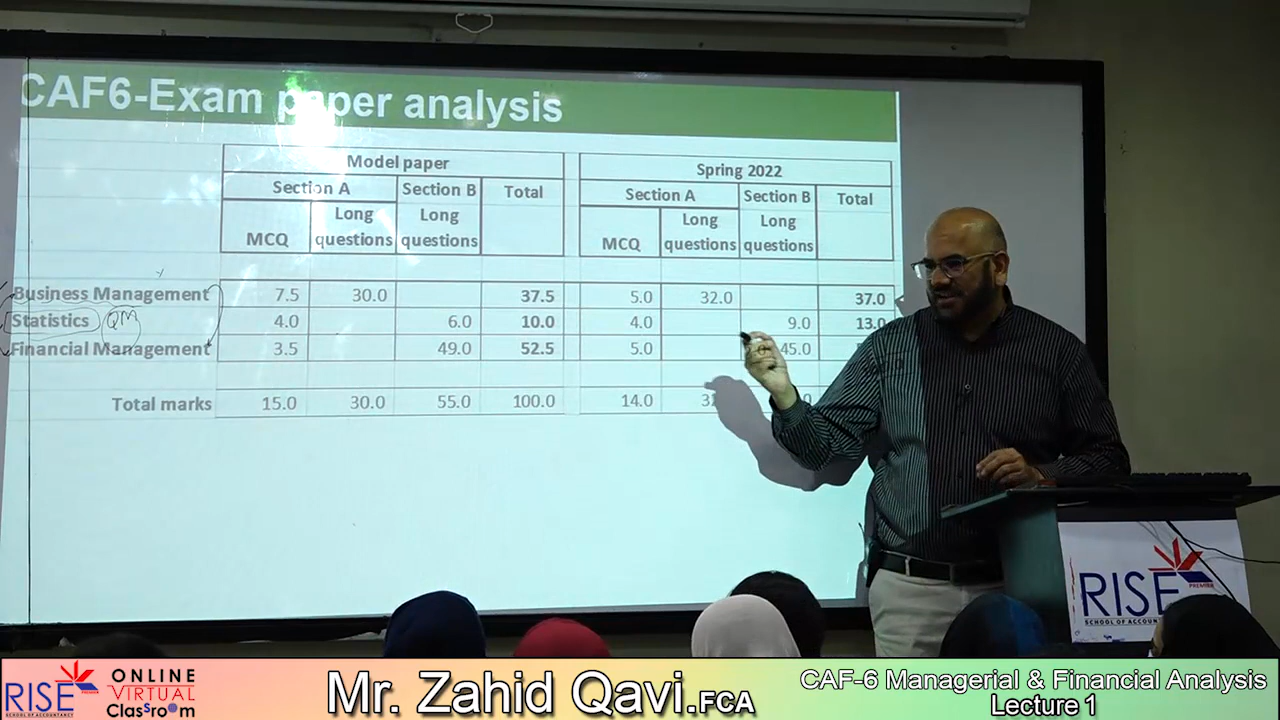 CAF6-Exam paper analysis
Model paper Spring 2022
Section A Section B Total Section A Section B Total
MCQ Long questions Long questions MCQ Long questions Long questions
Business Management 7.5 30.0 37.5 5.0 32.0 37.0
Statistics QM 4.0 6.0 10.0 4.0 9.0 13.0
Financial Management 3.5 49.0 52.5 5.0 45.0
Total marks 15.0 30.0 55.0 100.0 14.0
RISE
PREMIER
SCHOOL OF ACCOUNTANCY
RISE
SCHOOL OF ACCOUNTANCY
ONLINE
VIRTUAL
Classroom
Mr. Zahid Qavi.FCA
CAF-6 Managerial & Financial Analysis
Lecture 1